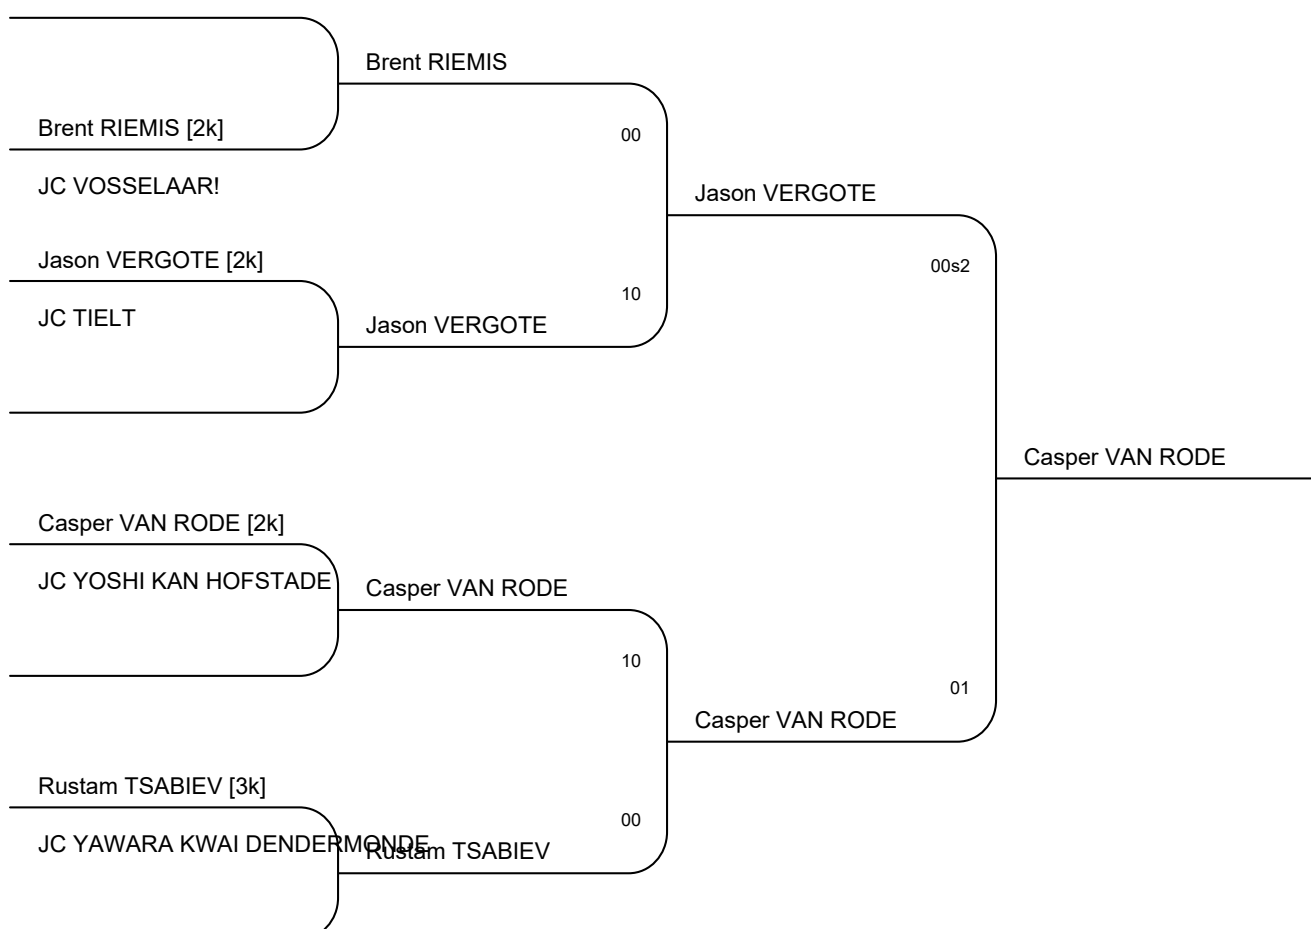 Brent RIEMIS
Brent RIEMIS [2k]
00
JC VOSSELAAR!
Jason VERGOTE
Jason VERGOTE [2k]
00s2
10
JC TIELT
Jason VERGOTE
Casper VAN RODE
Casper VAN RODE [2k]
JC YOSHI KAN HOFSTADE
Casper VAN RODE
10
01
Casper VAN RODE
Rustam TSABIEV [3k]
00
JC YAWARA KWAI DENDERMONDE
Rustam TSABIEV